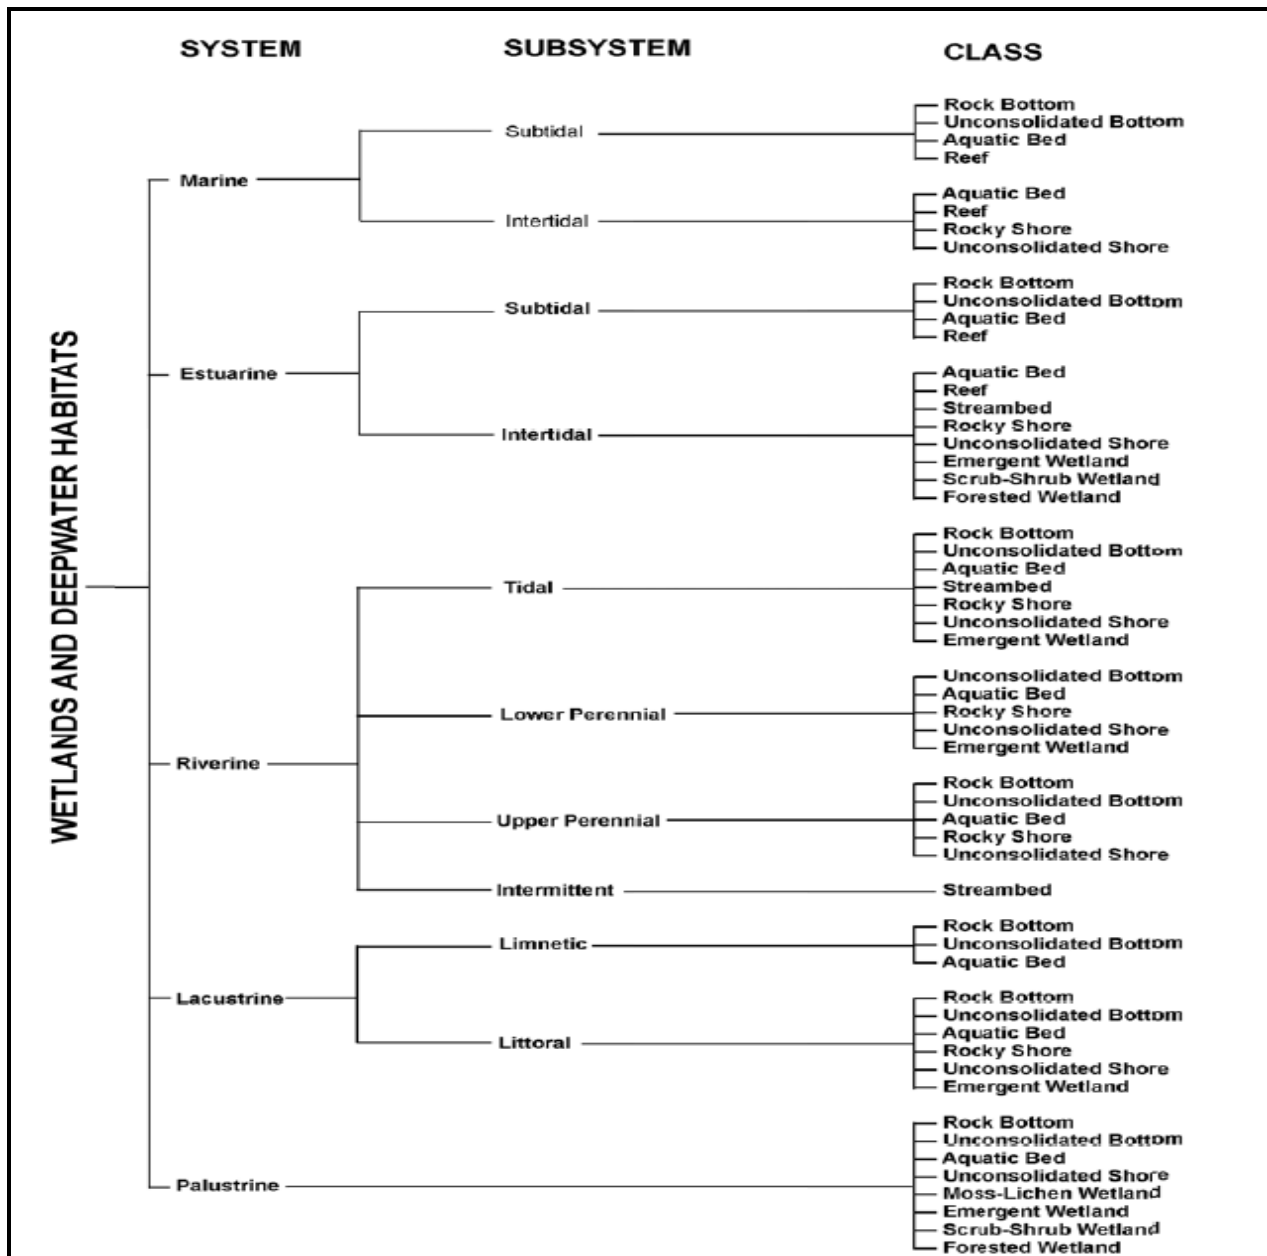 SYSTEM
SUBSYSTEM
CLASS
WETLANDS AND DEEPWATER HABITATS
Marine
Subtidal
Rock Bottom
Unconsolidated Bottom
Aquatic Bed
Reef
Intertidal
Aquatic Bed
Reef
Rocky Shore
Unconsolidated Shore
Estuarine
Subtidal
Rock Bottom
Unconsolidated Bottom
Aquatic Bed
Reef
Intertidal
Aquatic Bed
Reef
Streambed
Rocky Shore
Unconsolidated Shore
Emergent Wetland
Scrub-Shrub Wetland
Forested Wetland
Riverine
Tidal
Rock Bottom
Unconsolidated Bottom
Aquatic Bed
Streambed
Rocky Shore
Unconsolidated Shore
Emergent Wetland
Lower Perennial
Unconsolidated Bottom
Aquatic Bed
Rocky Shore
Unconsolidated Shore
Emergent Wetland
Upper Perennial
Rock Bottom
Unconsolidated Bottom
Aquatic Bed
Rocky Shore
Unconsolidated Shore
Intermittent
Streambed
Lacustrine
Limnetic
Rock Bottom
Unconsolidated Bottom
Aquatic Bed
Littoral
Rock Bottom
Unconsolidated Bottom
Aquatic Bed
Rocky Shore
Unconsolidated Shore
Emergent Wetland
Palustrine
Rock Bottom
Unconsolidated Bottom
Aquatic Bed
Unconsolidated Shore
Moss-Lichen Wetland
Emergent Wetland
Scrub-Shrub Wetland
Forested Wetland